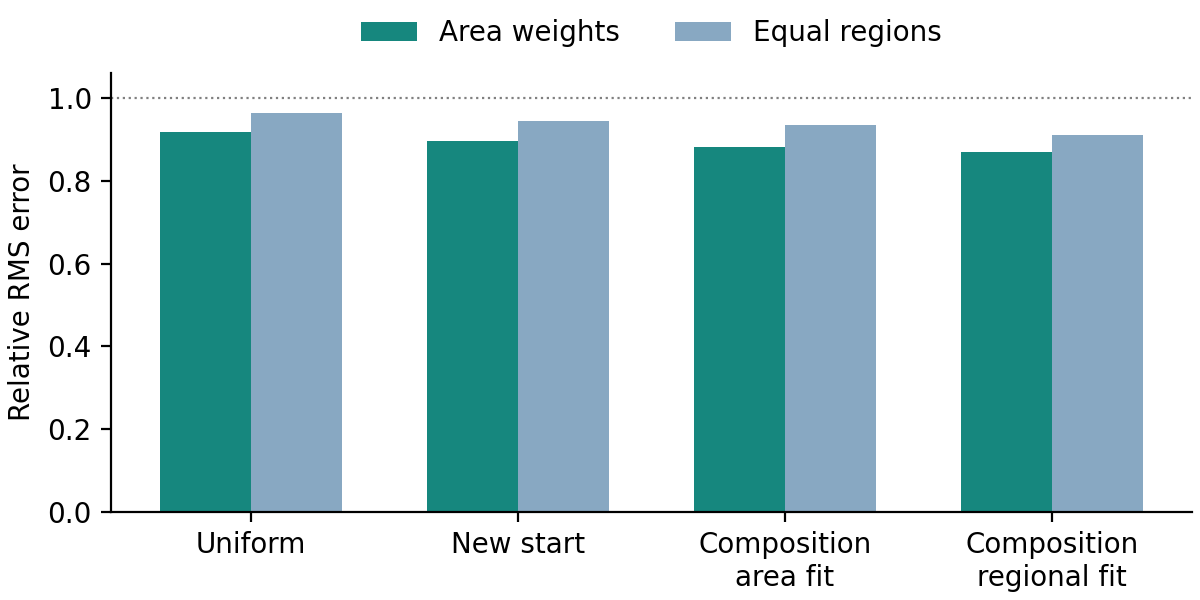 Area weights
Equal regions
Relative RMS error
1.0
0.8
0.6
0.4
0.2
0.0
Uniform
New start
Composition
area fit
Composition
regional fit